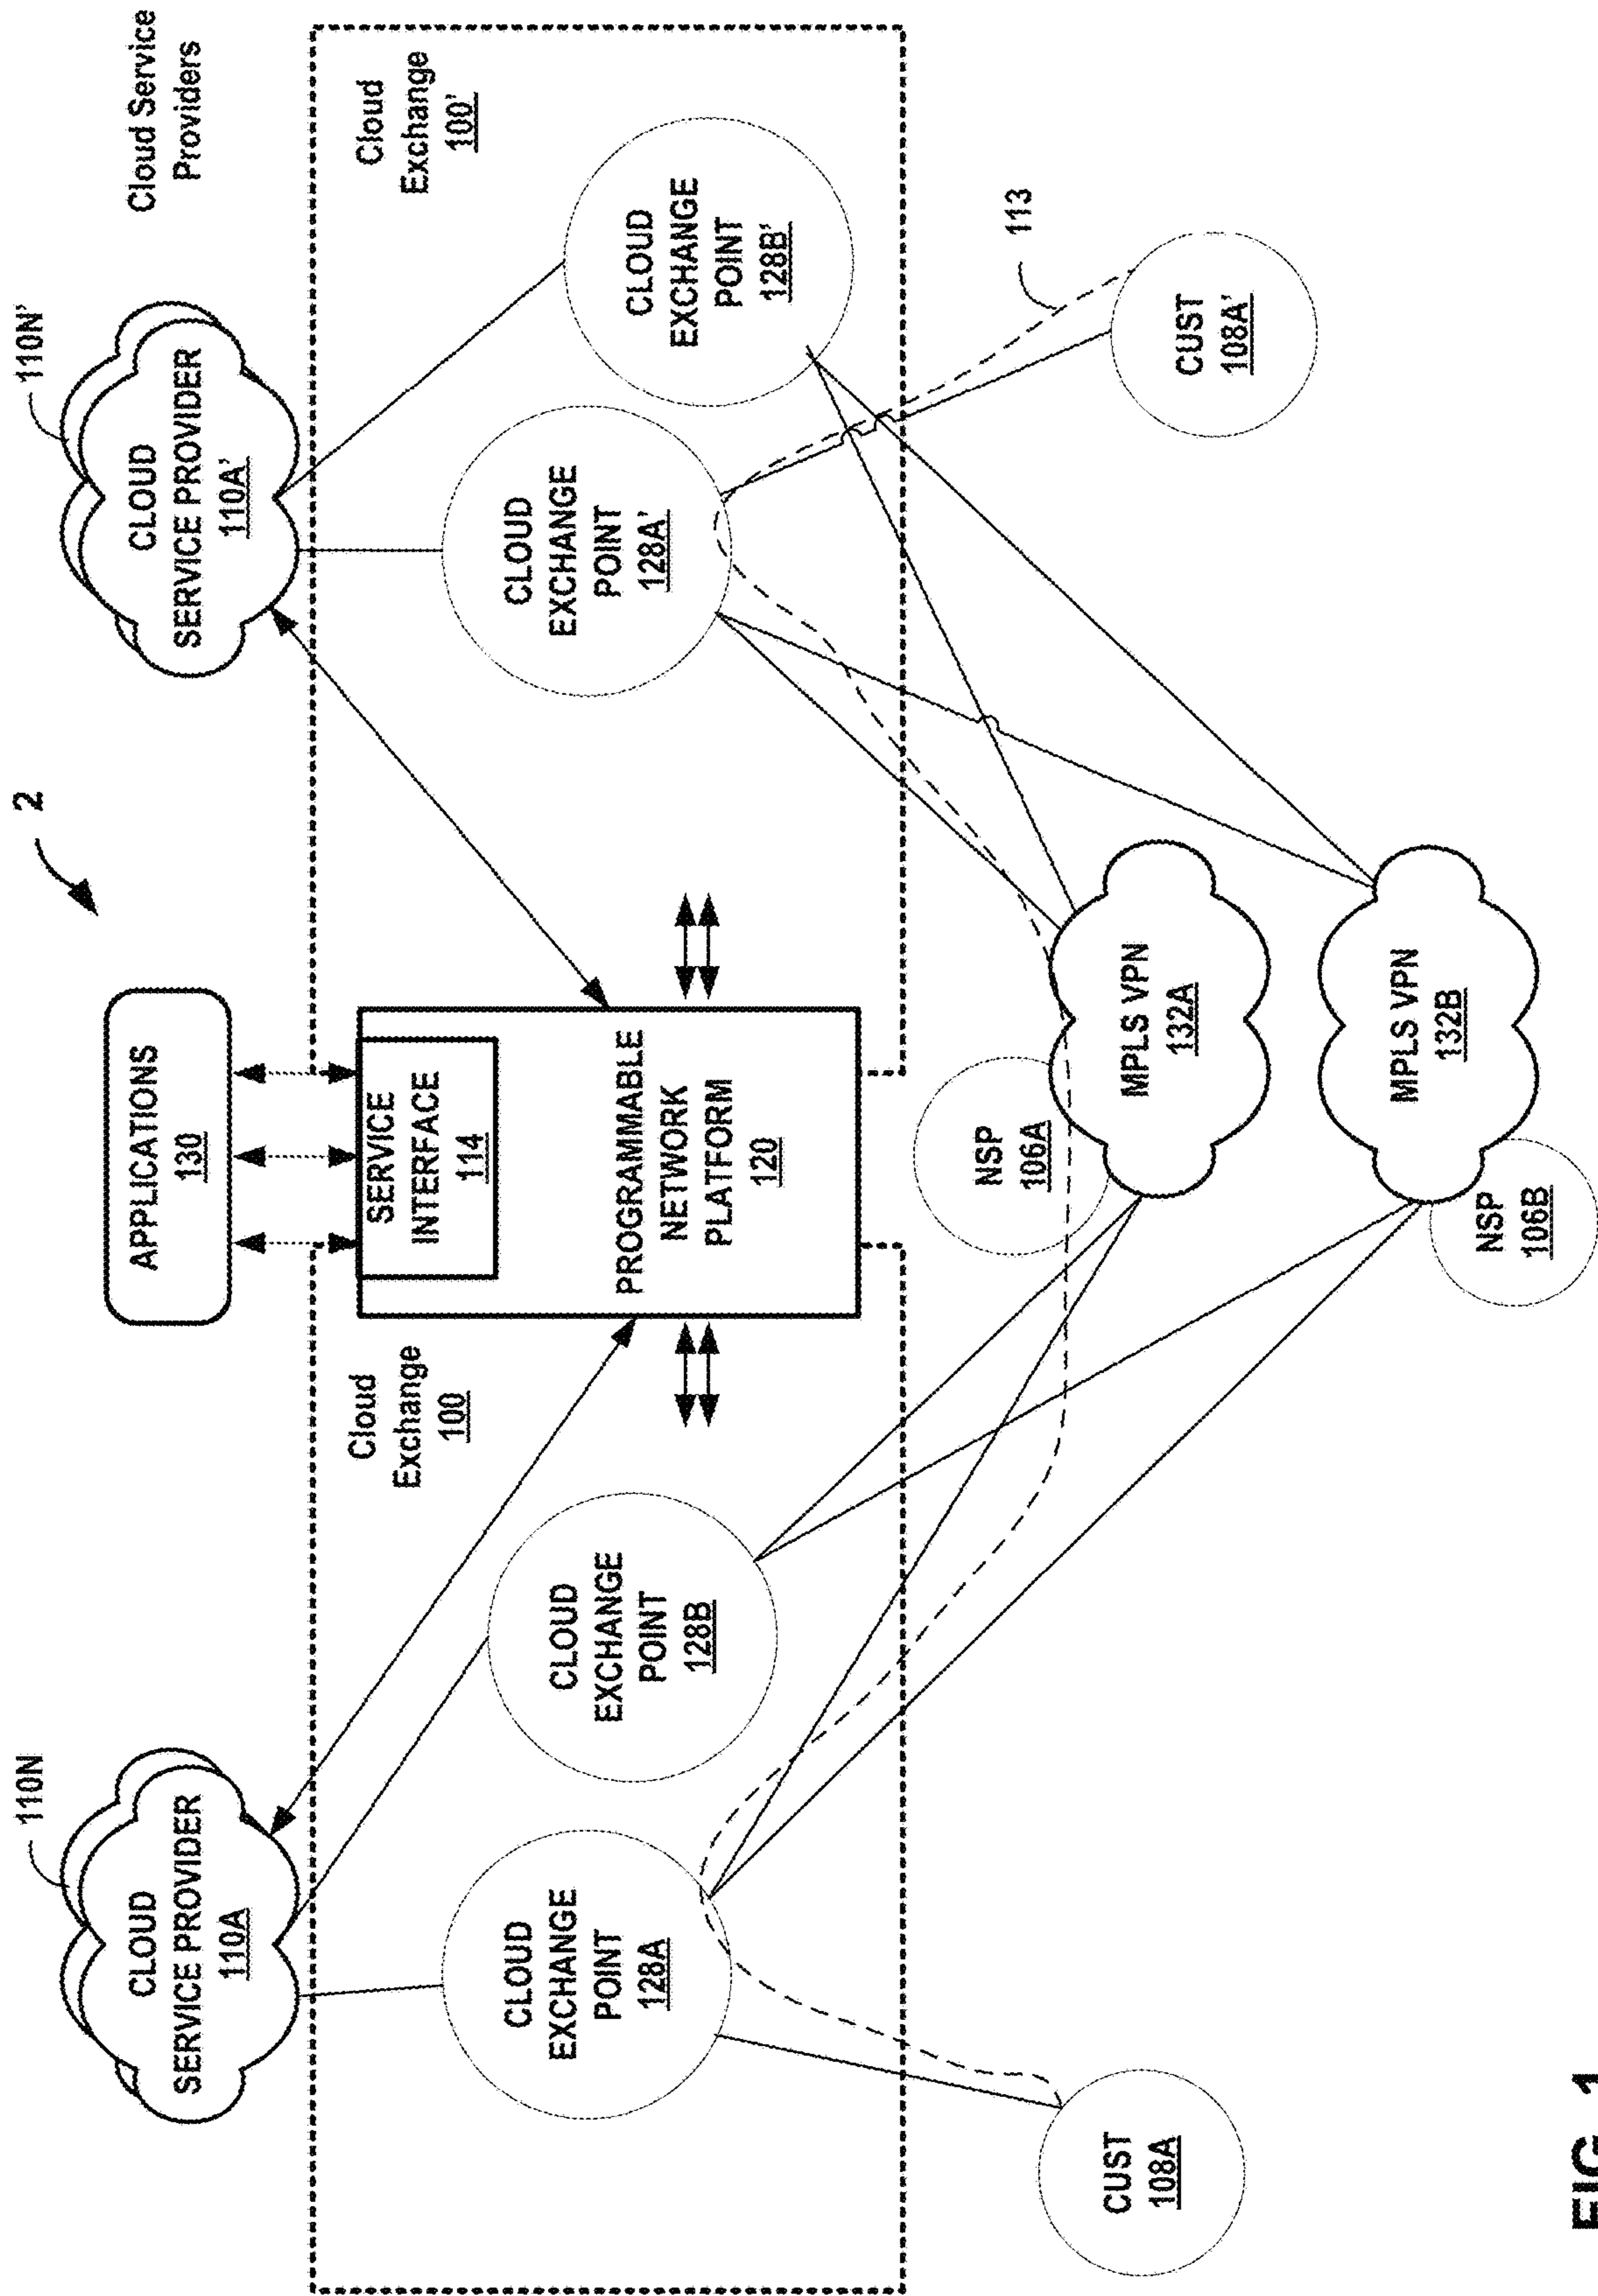 2
110N
110N'
Cloud Service
Providers
CLOUD
SERVICE PROVIDER
110A
APPLICATIONS
130
CLOUD
SERVICE PROVIDER
110A'
Cloud
Exchange
100
SERVICE
INTERFACE
114
Cloud
Exchange
100'
CLOUD
EXCHANGE
POINT
128A
CLOUD
EXCHANGE
POINT
128B
PROGRAMMABLE
NETWORK
PLATFORM
120
CLOUD
EXCHANGE
POINT
128A'
CLOUD
EXCHANGE
POINT
128B'
113
NSP
106A
CUST
108A
MPLS VPN
132A
CUST
108A'
MPLS VPN
132B
NSP
106B
FIG. 1